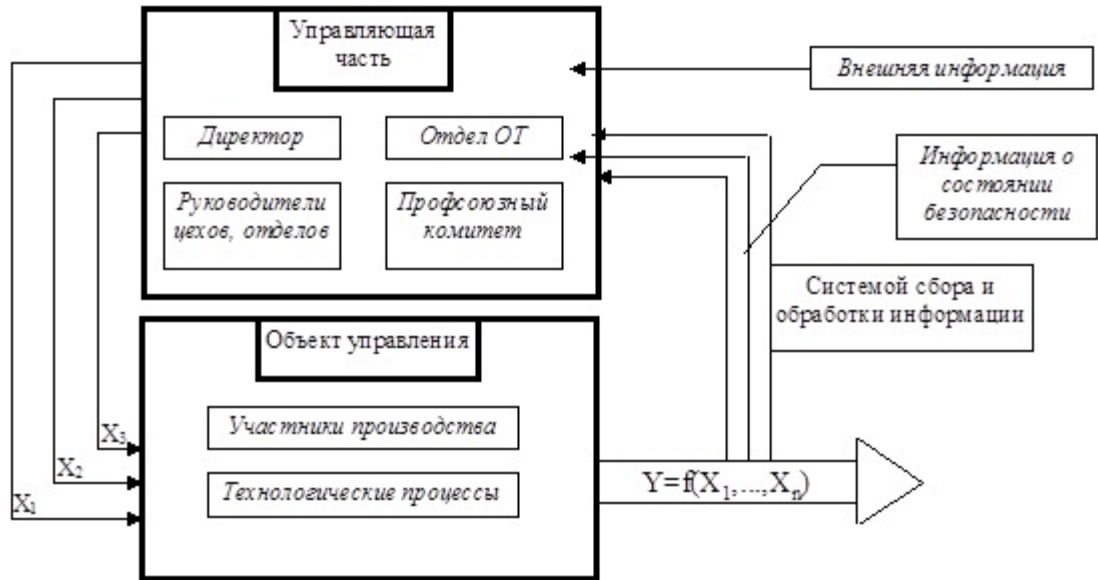 Управляющая
часть
Внешняя информация
Директор
Отдел ОТ
Информация о
состоянии
безопасности
Руководители
цехов, отделов
Профсоюзный
комитет
Системой сбора и
обработки информации
Объект управления
Участники производства
X₃
X₂
Технологические процессы
Y=f(X₁,...,Xₙ)
X₁